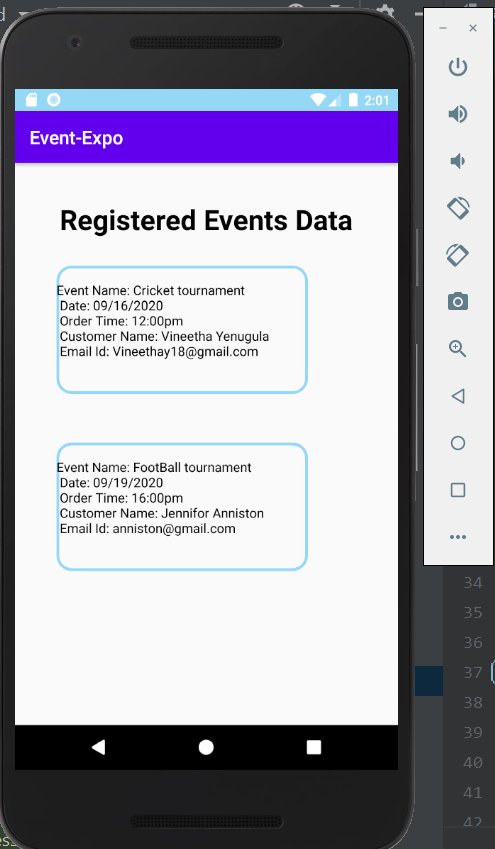 d
2:01
Event-Expo
Registered Events Data
Event Name: Cricket tournament
Date: 09/16/2020
Order Time: 12:00pm
Customer Name: Vineetha Yenugula
Email Id: Vineethay18@gmail.com
Event Name: FootBall tournament
Date: 09/19/2020
Order Time: 16:00pm
Customer Name: Jennifor Anniston
Email Id: anniston@gmail.com
34
35
36
37
38
39
40
41
42